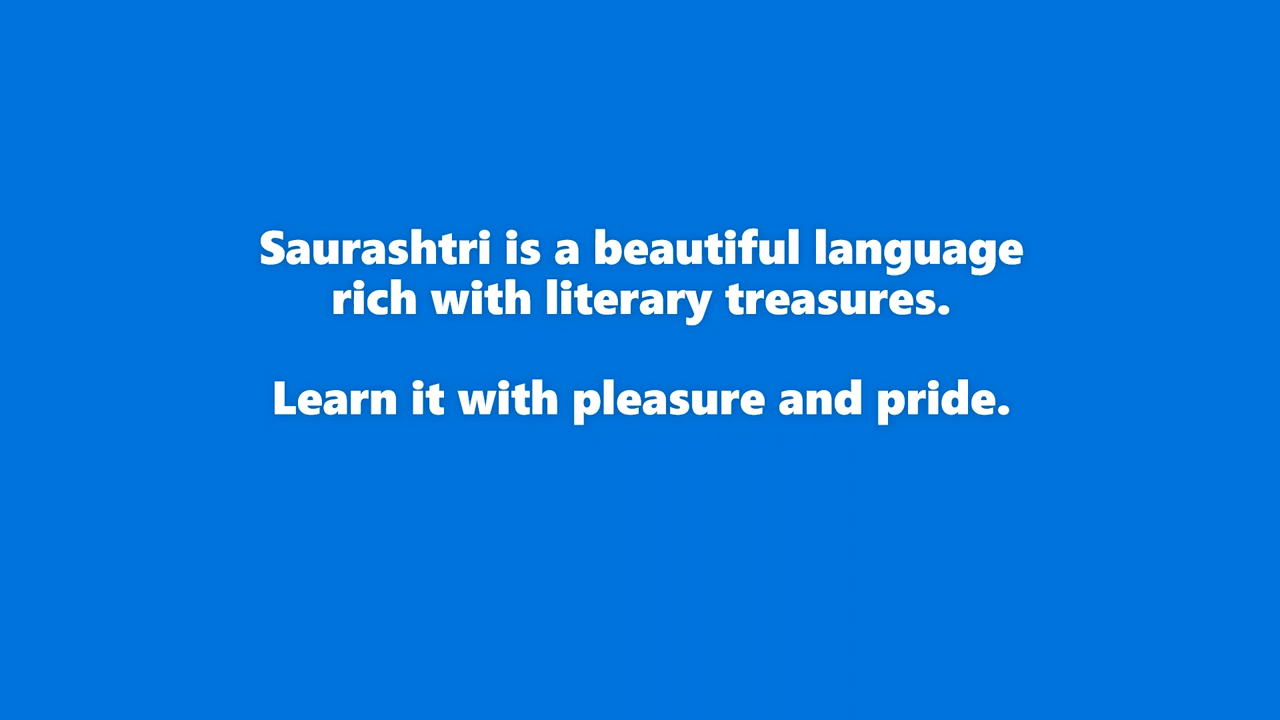 Saurashtri is a beautiful language
rich with literary treasures.
Learn it with pleasure and pride.